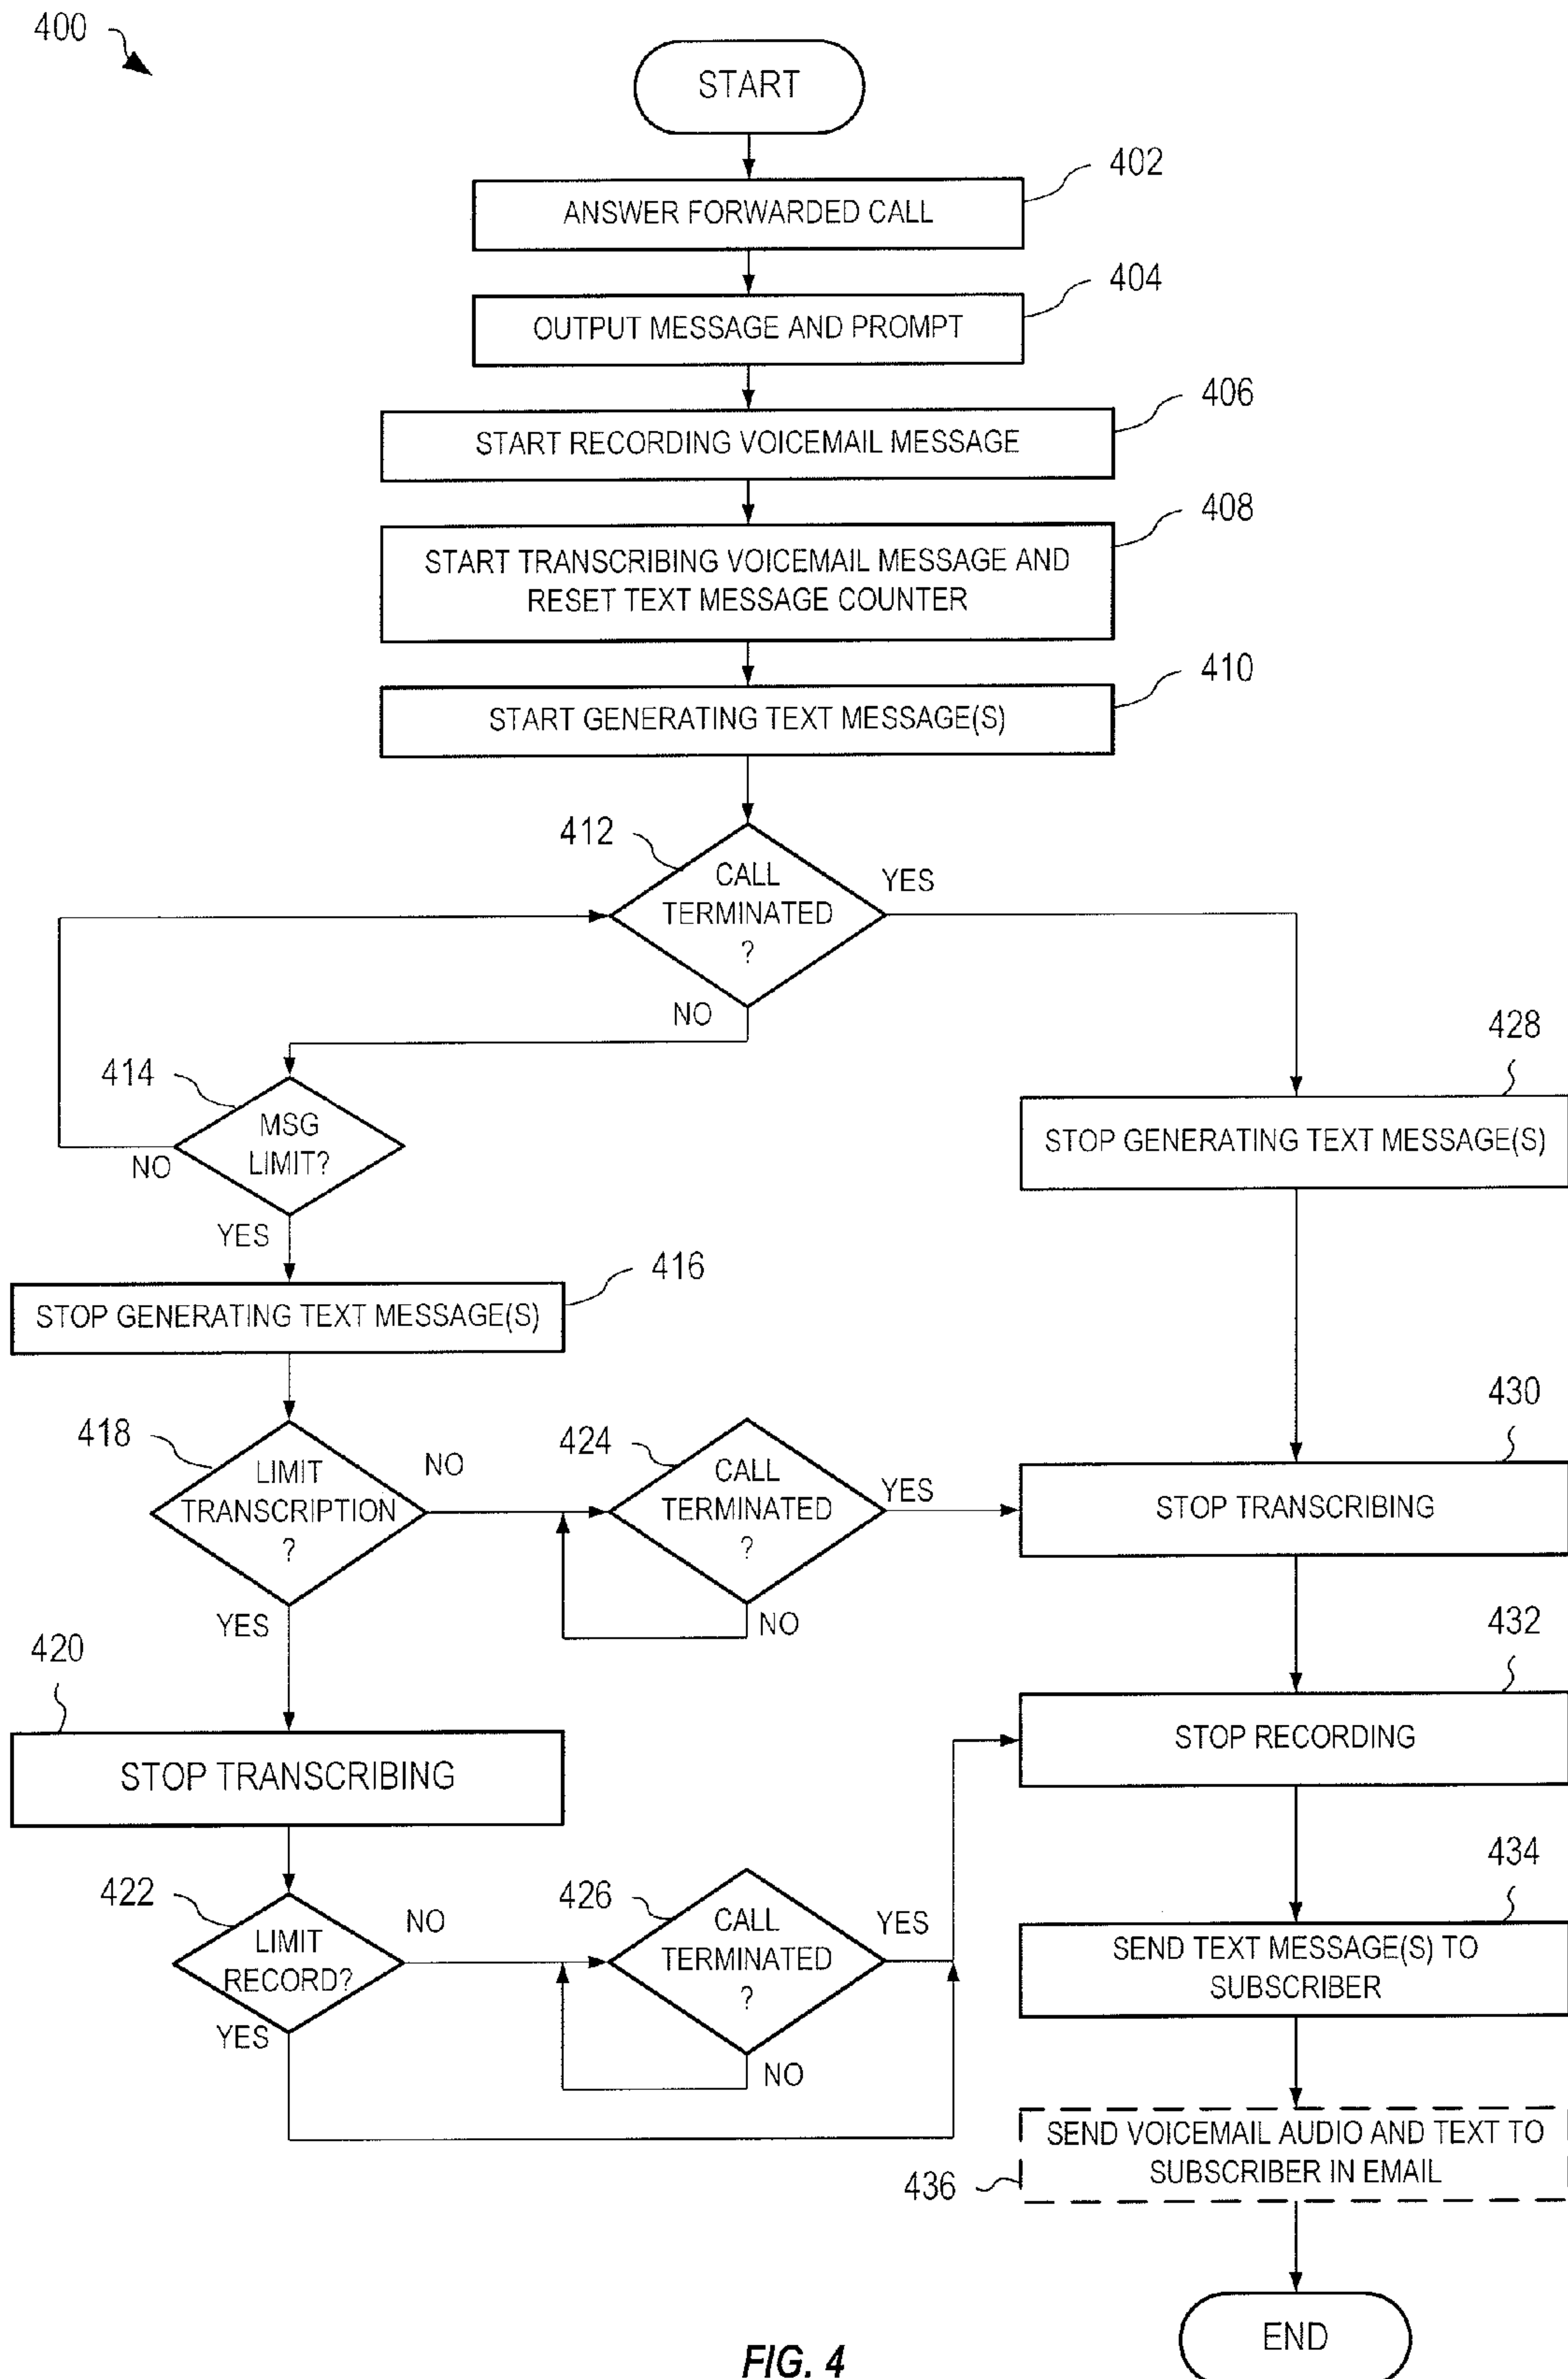 400
START
402
ANSWER FORWARDED CALL
404
OUTPUT MESSAGE AND PROMPT
406
START RECORDING VOICEMAIL MESSAGE
408
START TRANSCRIBING VOICEMAIL MESSAGE AND
RESET TEXT MESSAGE COUNTER
410
START GENERATING TEXT MESSAGE(S)
412
CALL
TERMINATED
?
YES
NO
414
MSG
LIMIT?
NO
YES
428
STOP GENERATING TEXT MESSAGE(S)
416
STOP GENERATING TEXT MESSAGE(S)
418
LIMIT
TRANSCRIPTION
?
NO
YES
424
CALL
TERMINATED
?
YES
NO
430
STOP TRANSCRIBING
420
STOP TRANSCRIBING
432
STOP RECORDING
422
LIMIT
RECORD?
NO
YES
426
CALL
TERMINATED
?
YES
NO
434
SEND TEXT MESSAGE(S) TO
SUBSCRIBER
436
SEND VOICEMAIL AUDIO AND TEXT TO
SUBSCRIBER IN EMAIL
END
FIG. 4